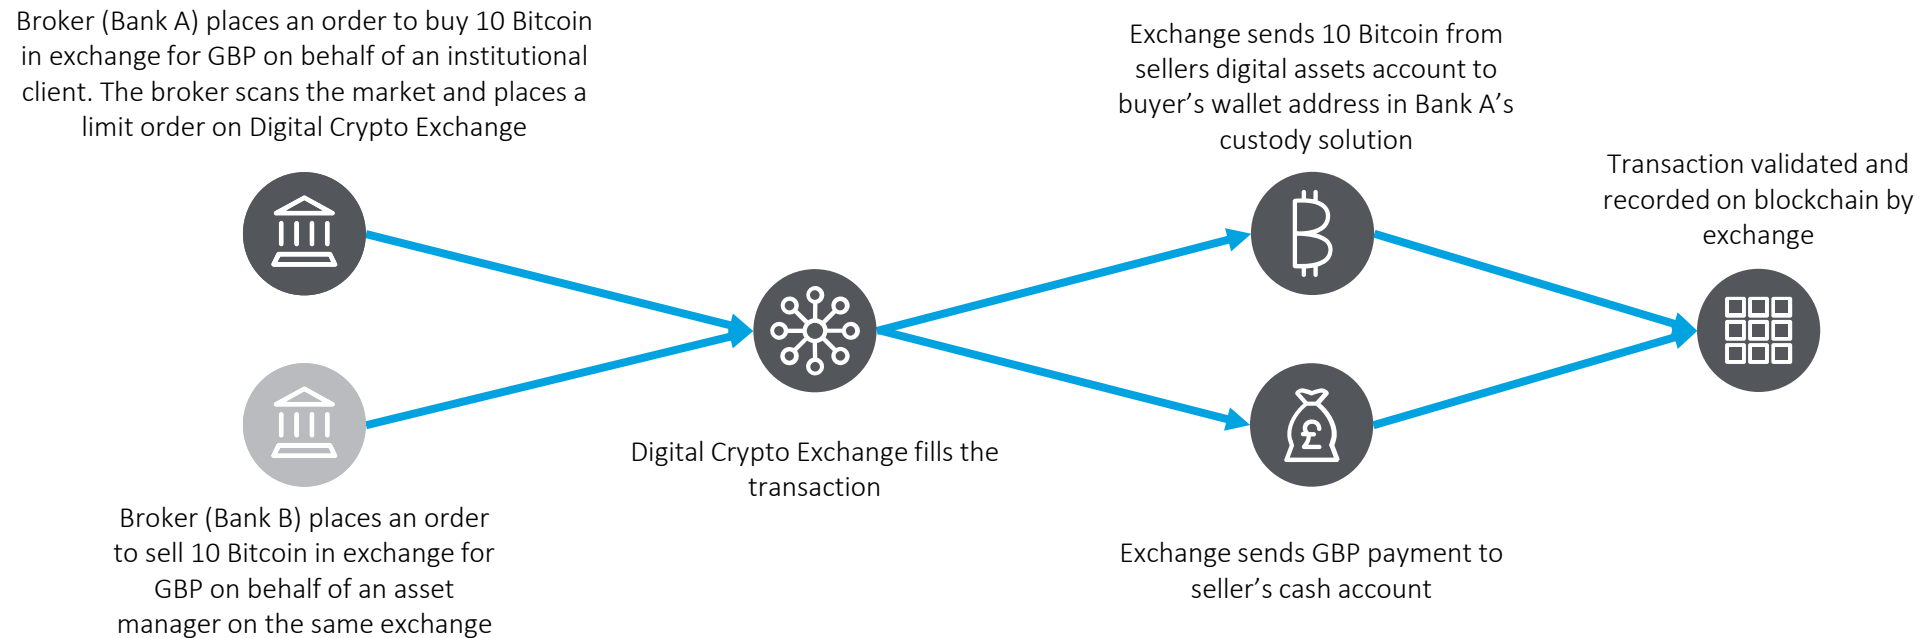 Broker (Bank A) places an order to buy 10 Bitcoin
in exchange for GBP on behalf of an institutional
client. The broker scans the market and places a
limit order on Digital Crypto Exchange
Broker (Bank B) places an order
to sell 10 Bitcoin in exchange for
GBP on behalf of an asset
manager on the same exchange
Digital Crypto Exchange fills the
transaction
Exchange sends 10 Bitcoin from
sellers digital assets account to
buyer’s wallet address in Bank A’s
custody solution
£
Exchange sends GBP payment to
seller’s cash account
Transaction validated and
recorded on blockchain by
exchange